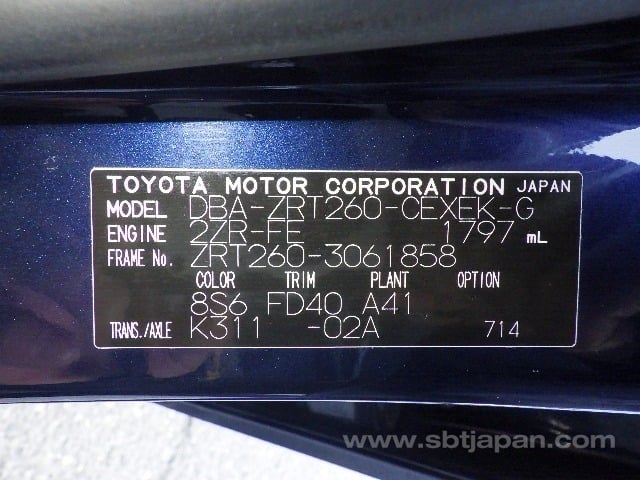 TOYOTA MOTOR CORPORATION JAPAN
MODEL DBA-ZRT260-CEXEK-G
ENGINE 2ZR-FE 1797 mL
FRAME No. ZRT260-3061858
COLOR TRIM PLANT OPTION
8S6 FD40 A41
TRANS./AXLE K311 -02A 714
www.sbtjapan.com